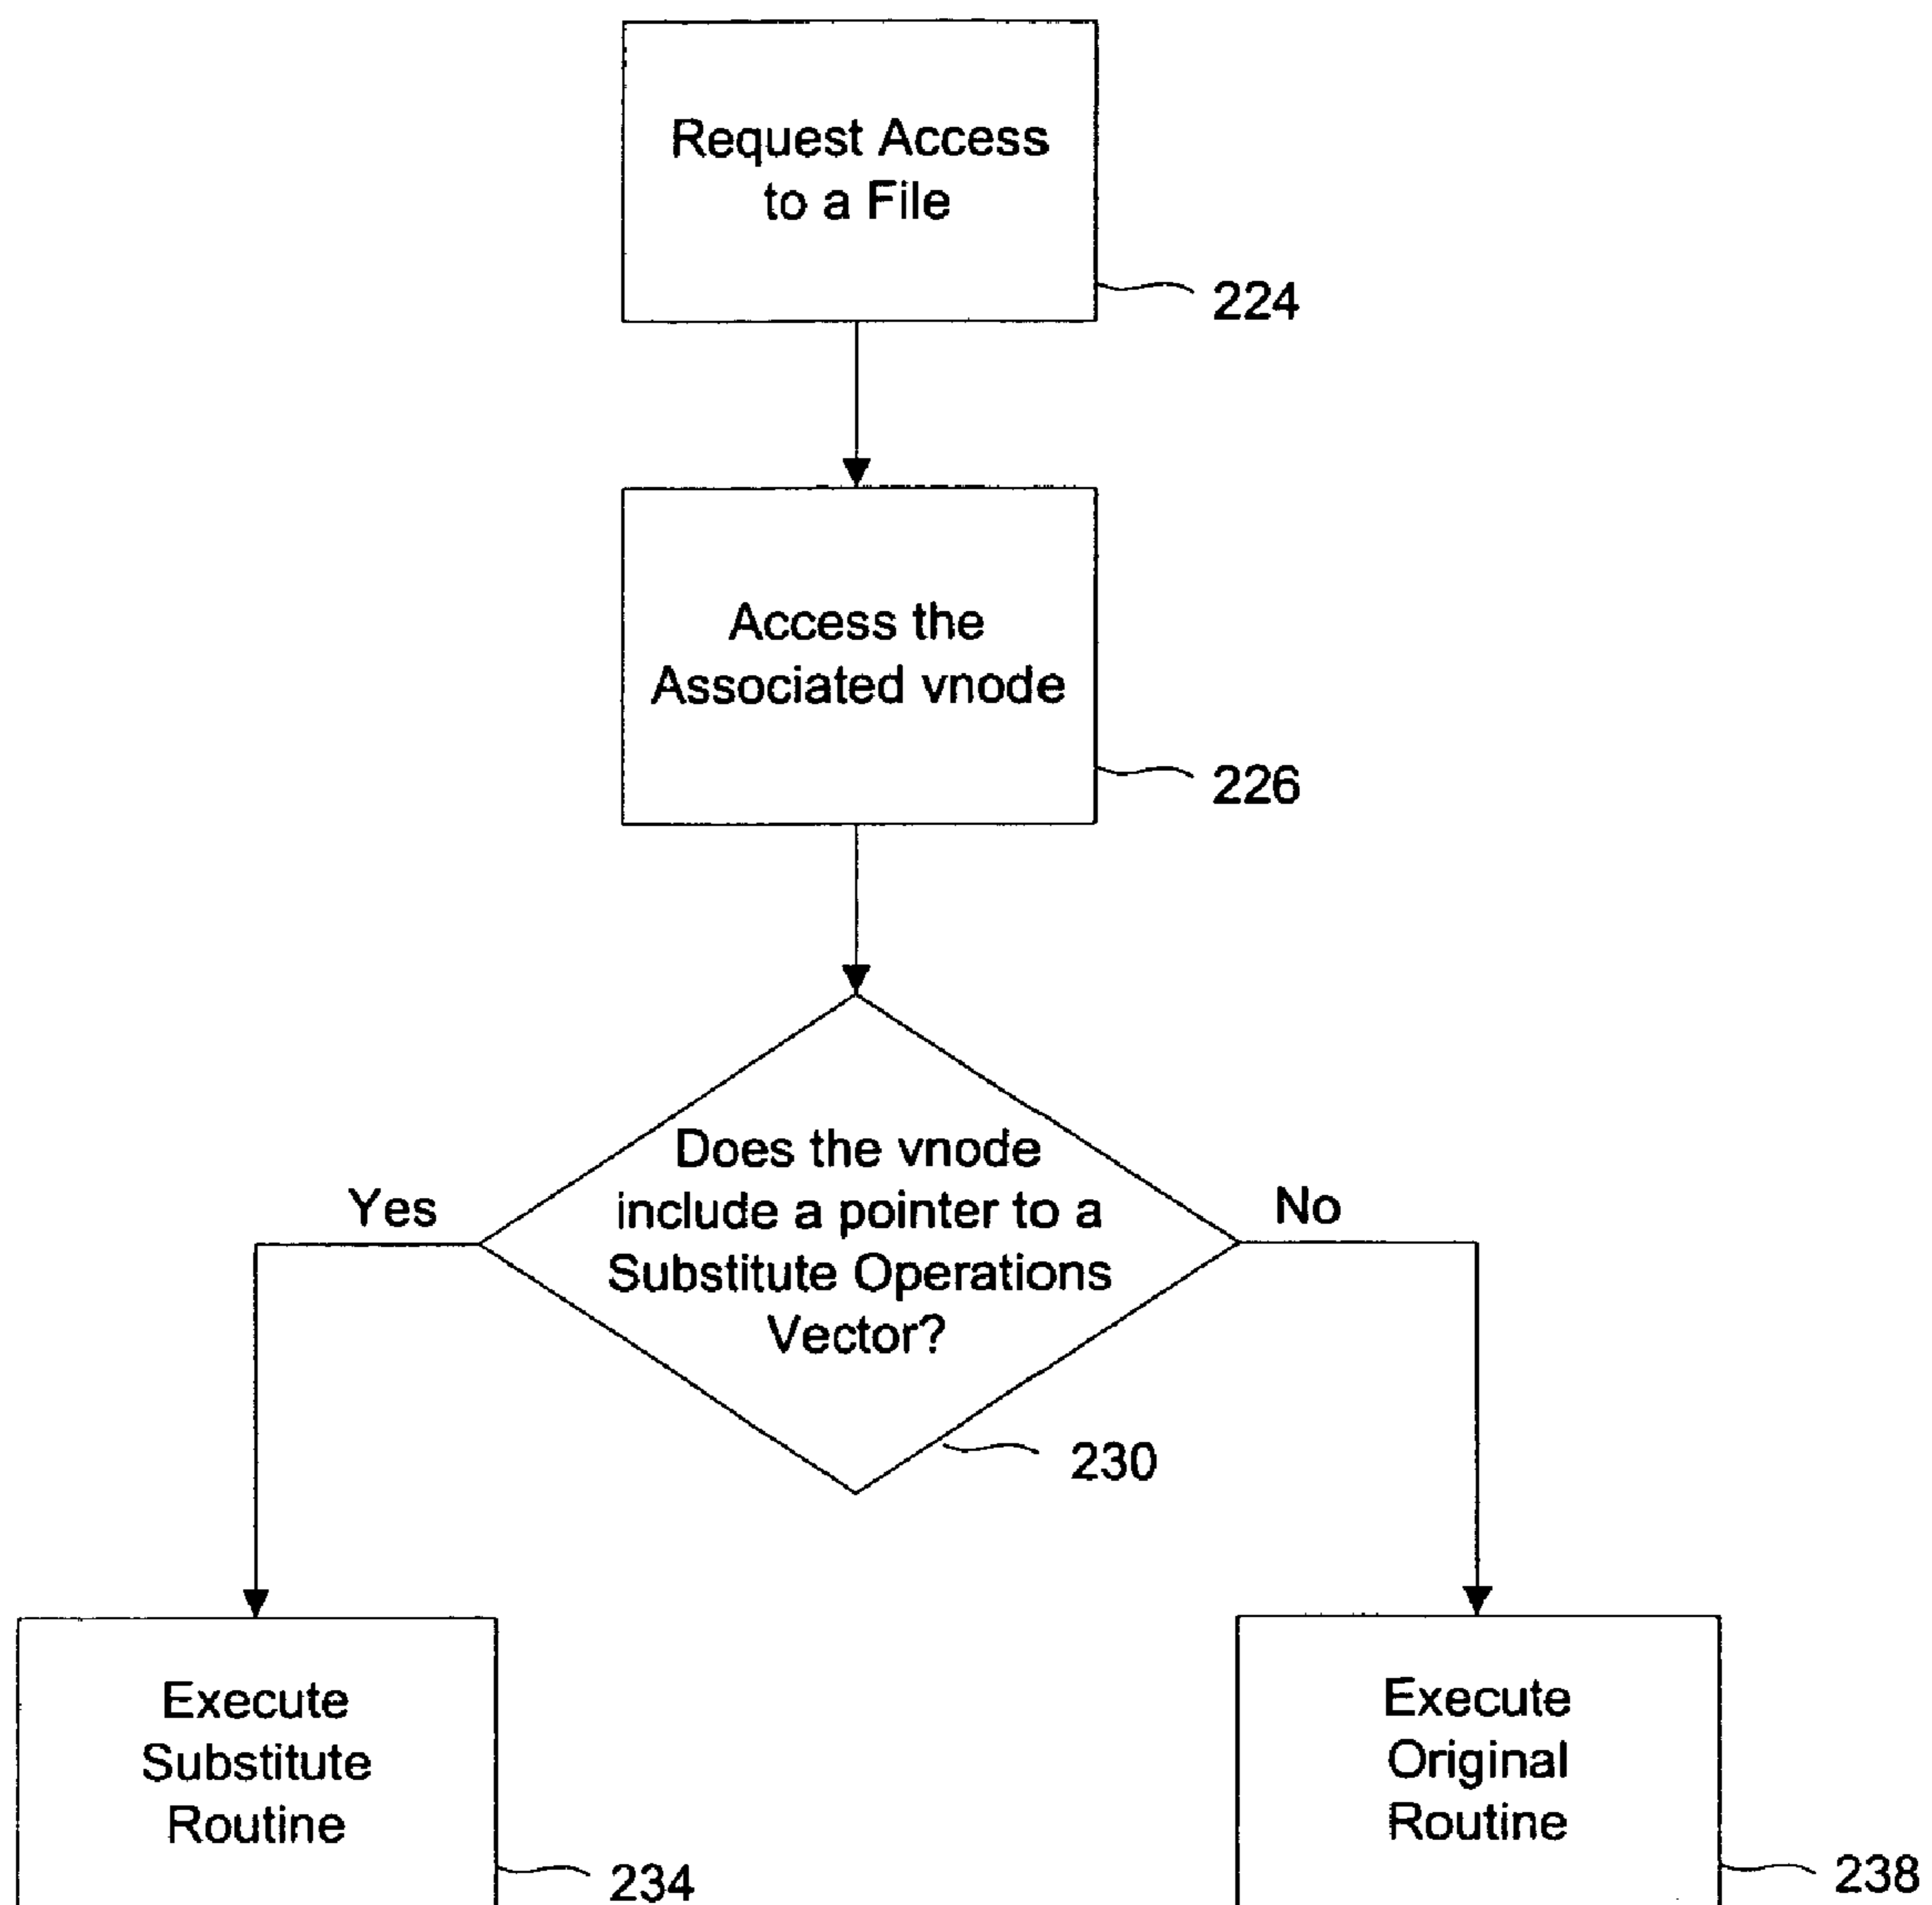 Request Access
to a File
224
Access the
Associated vnode
226
Does the vnode
include a pointer to a
Substitute Operations
Vector?
Yes
No
230
Execute
Substitute
Routine
234
Execute
Original
Routine
238